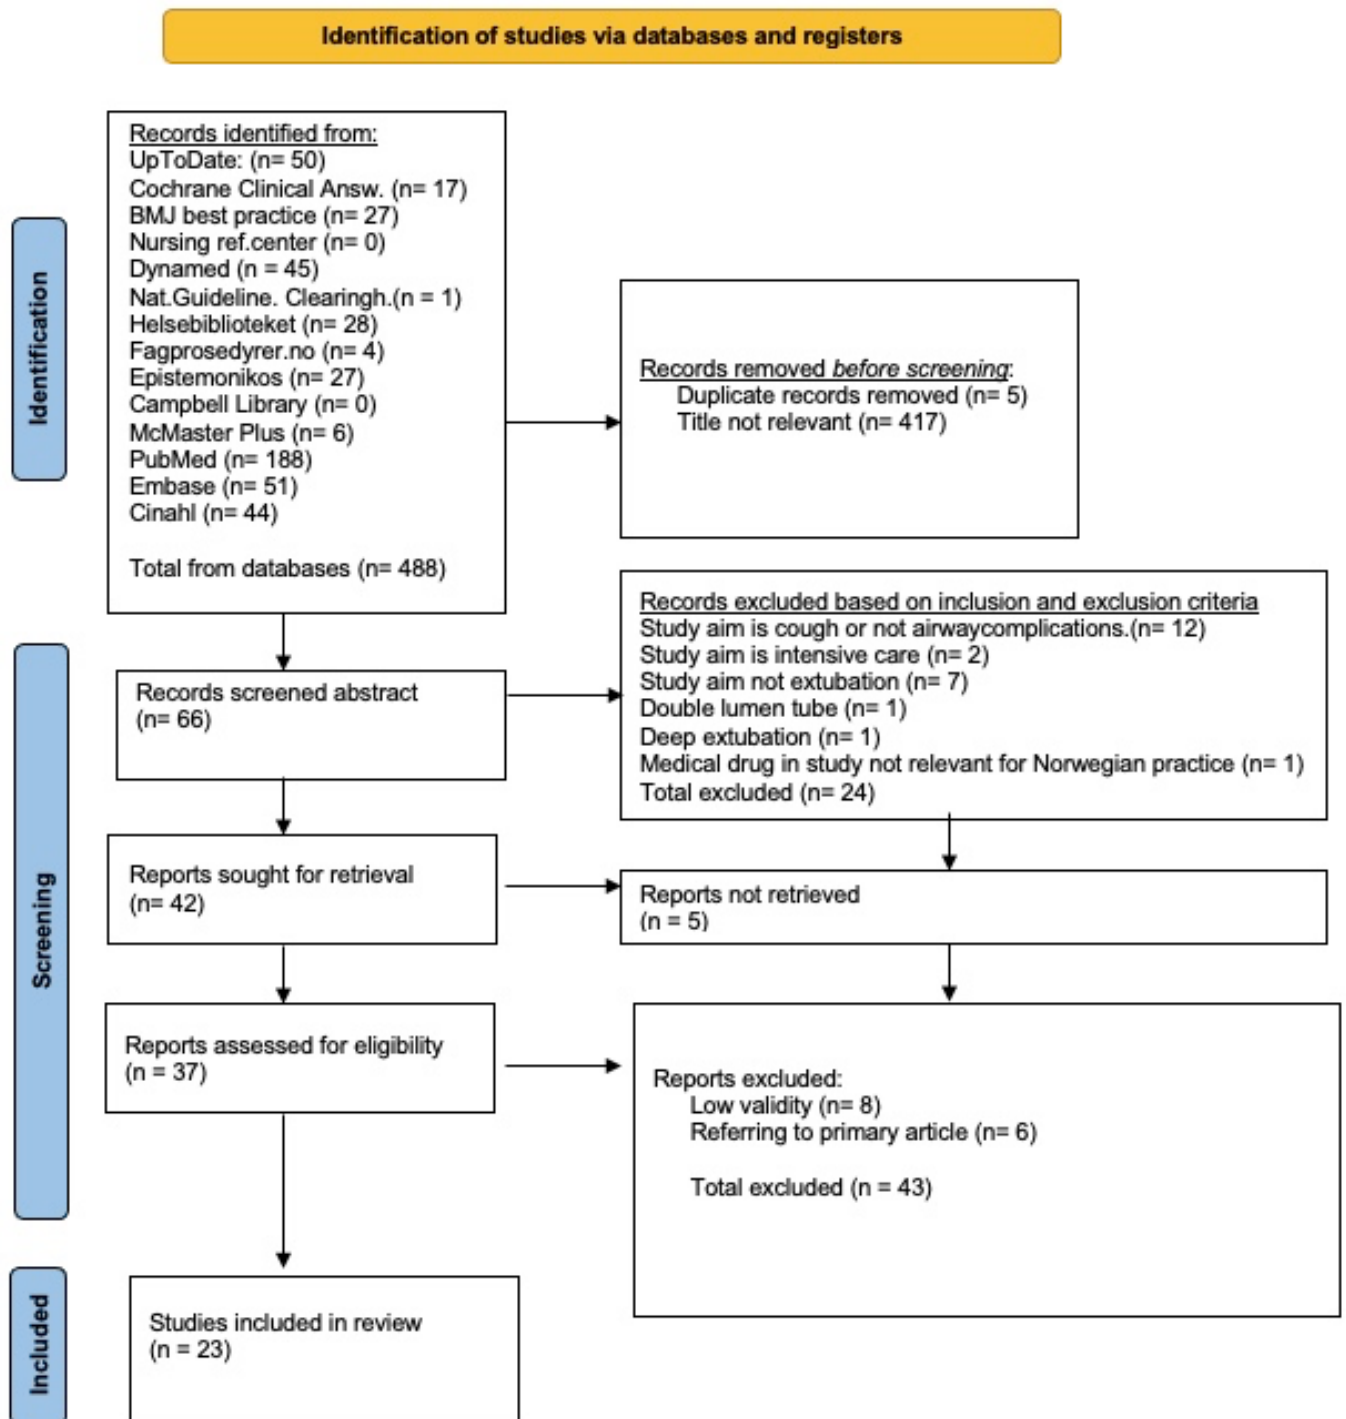 Identification of studies via databases and registers
Identification
Records identified from:
UpToDate: (n= 50)
Cochrane Clinical Answ. (n= 17)
BMJ best practice (n= 27)
Nursing ref.center (n= 0)
Dynamed (n = 45)
Nat.Guideline. Clearingh.(n = 1)
Helsebiblioteket (n= 28)
Fagprosedyrer.no (n= 4)
Epistemonikos (n= 27)
Campbell Library (n= 0)
McMaster Plus (n= 6)
PubMed (n= 188)
Embase (n= 51)
Cinahl (n= 44)
Total from databases (n= 488)
Records removed before screening:
Duplicate records removed (n= 5)
Title not relevant (n= 417)
Screening
Records screened abstract
(n= 66)
Records excluded based on inclusion and exclusion criteria
Study aim is cough or not airwaycomplications.(n= 12)
Study aim is intensive care (n= 2)
Study aim not extubation (n= 7)
Double lumen tube (n= 1)
Deep extubation (n= 1)
Medical drug in study not relevant for Norwegian practice (n= 1)
Total excluded (n= 24)
Reports sought for retrieval
(n= 42)
Reports not retrieved
(n = 5)
Reports assessed for eligibility
(n = 37)
Reports excluded:
Low validity (n= 8)
Referring to primary article (n= 6)
Total excluded (n = 43)
Included
Studies included in review
(n = 23)